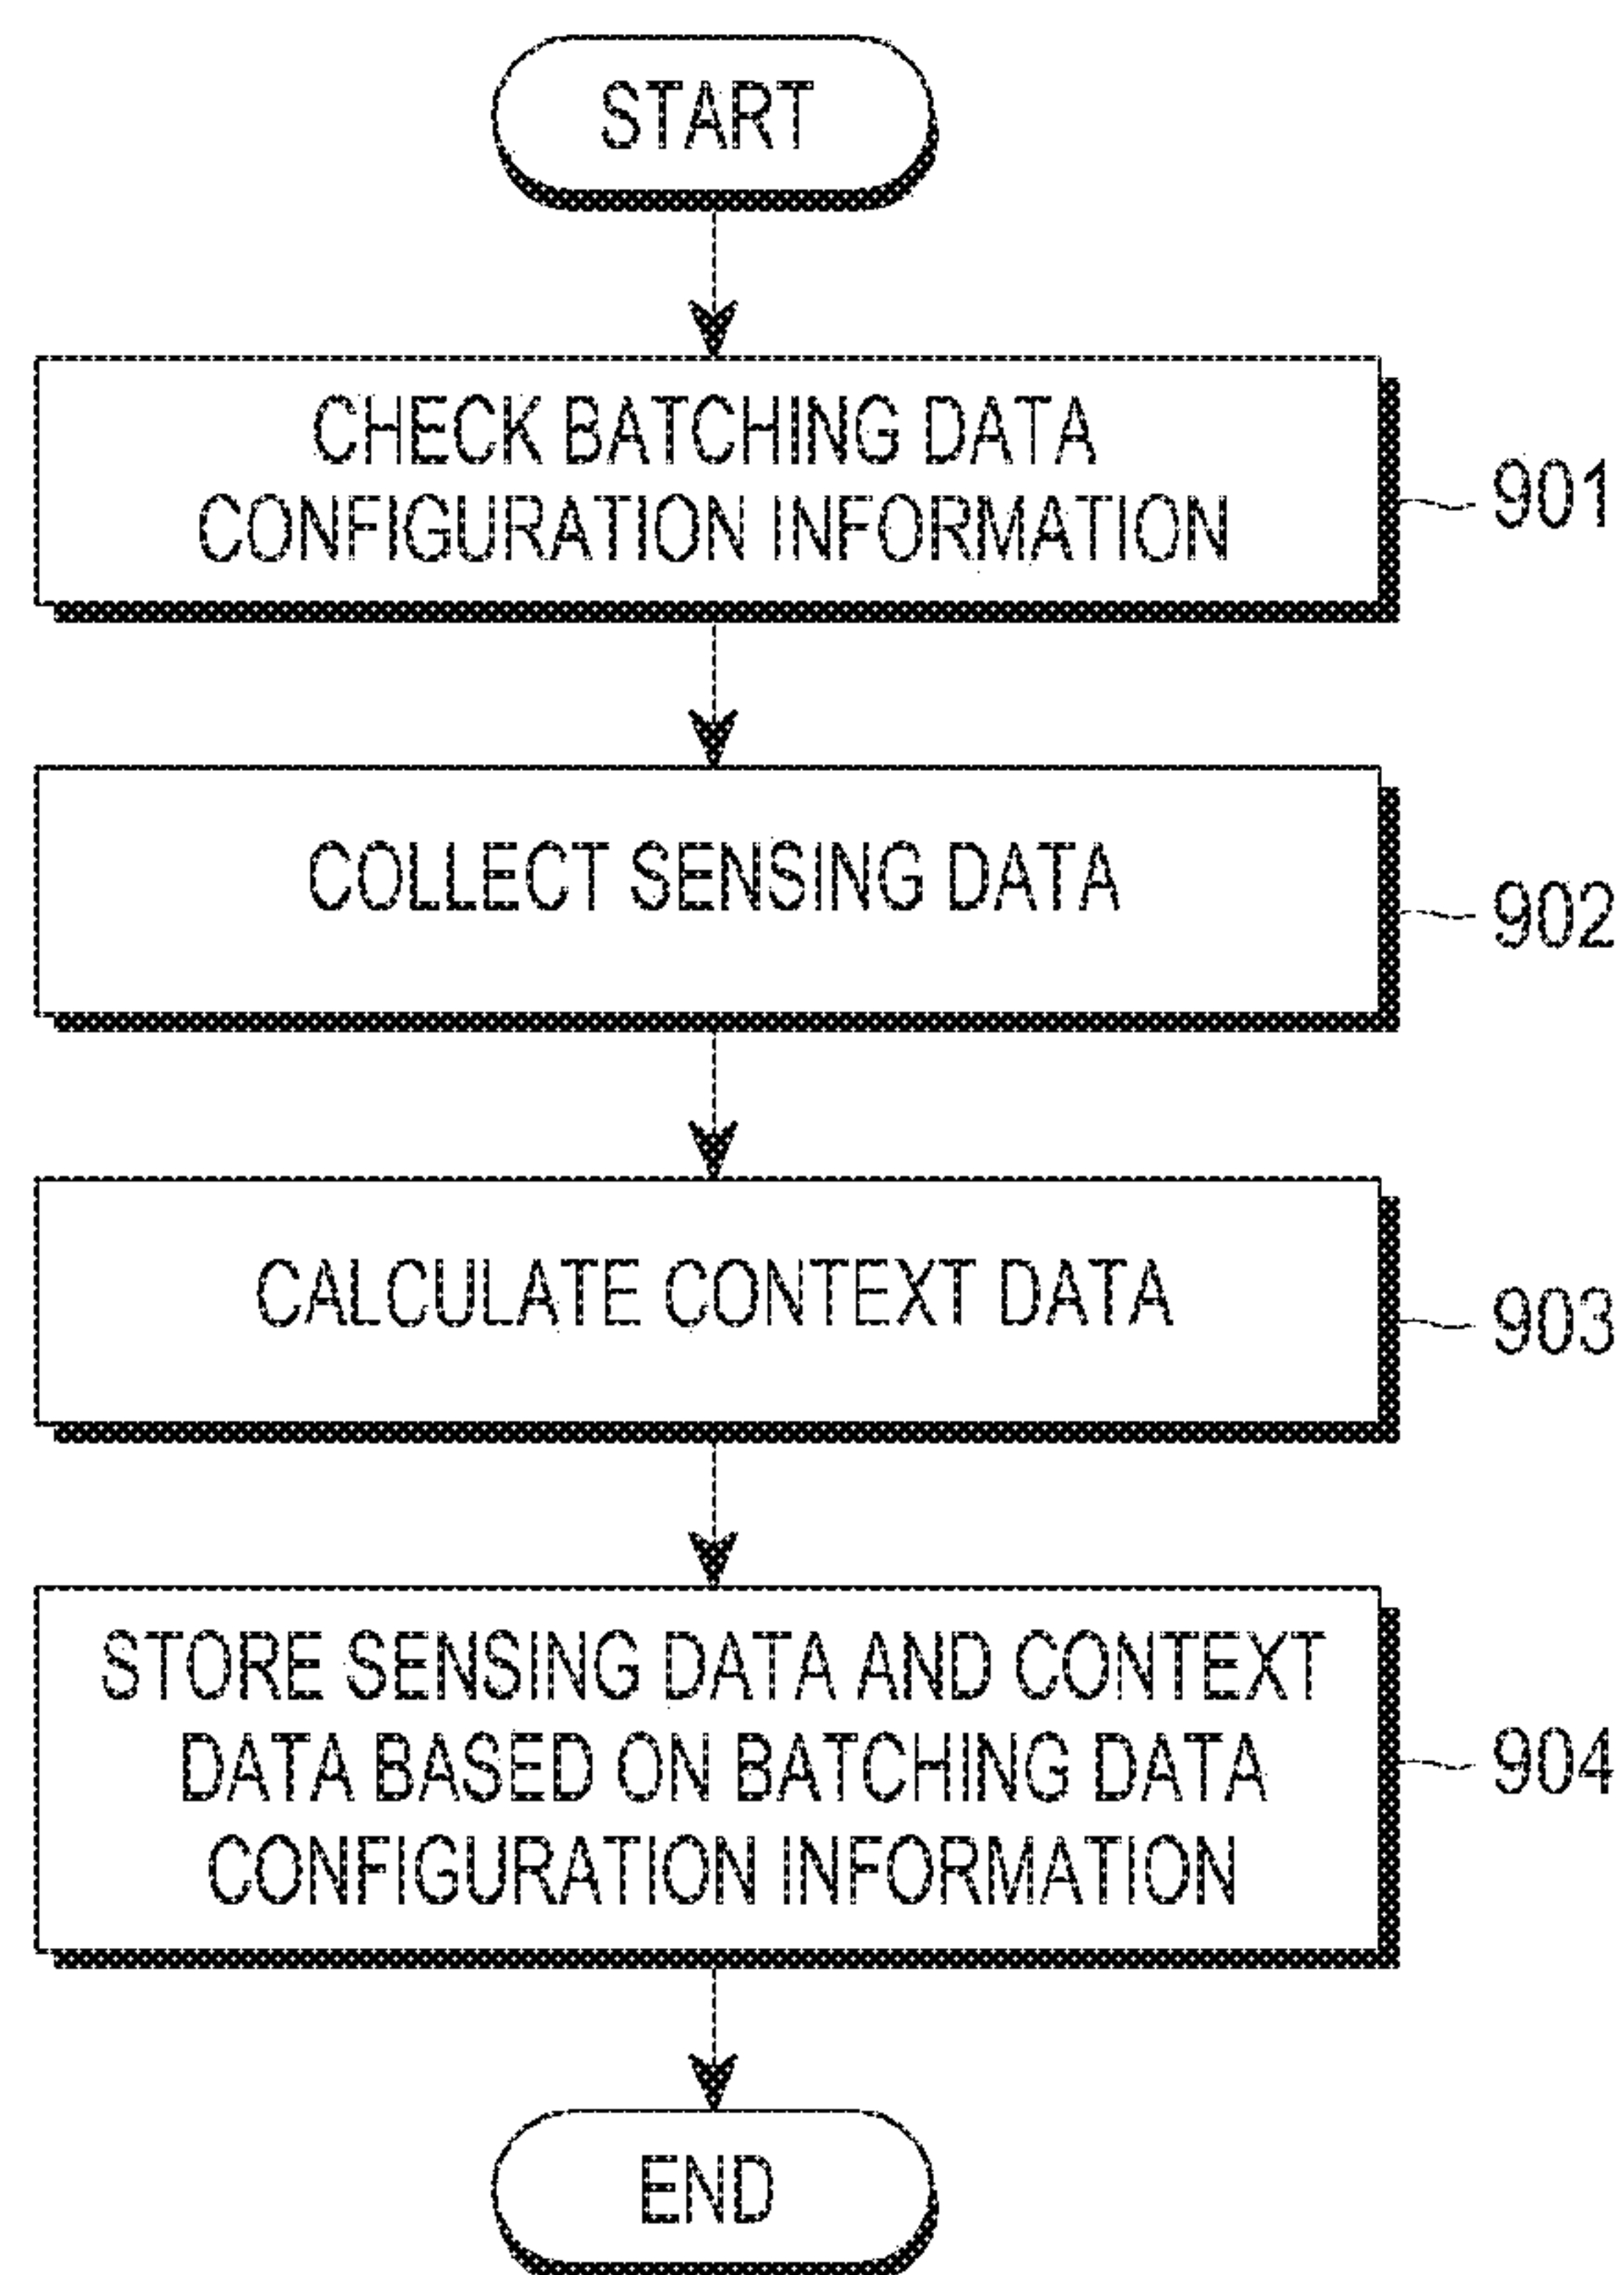 START
CHECK BATCHING DATA
CONFIGURATION INFORMATION
901
COLLECT SENSING DATA
902
CALCULATE CONTEXT DATA
903
STORE SENSING DATA AND CONTEXT
DATA BASED ON BATCHING DATA
CONFIGURATION INFORMATION
904
END